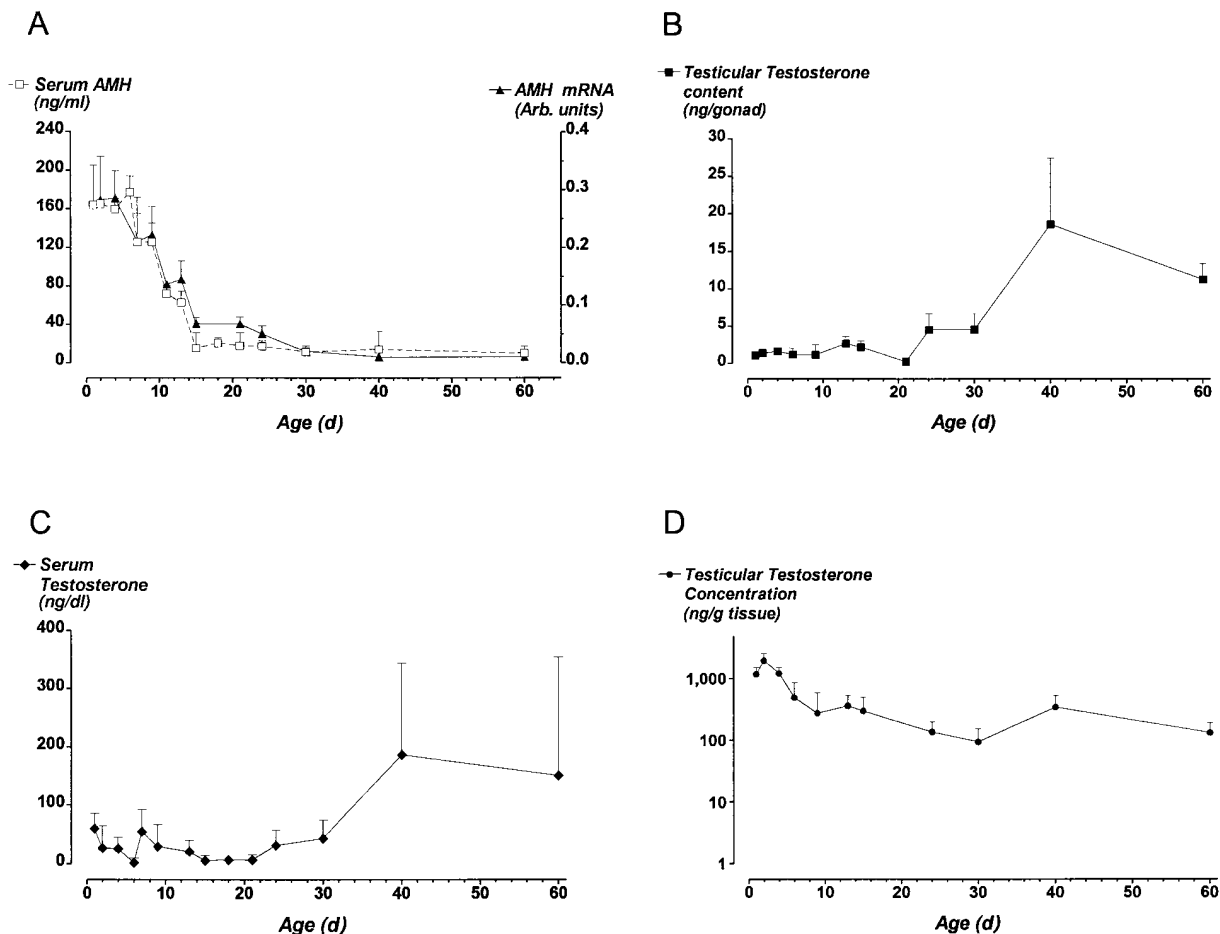 A
Serum AMH
(ng/ml)
AMH mRNA
(Arb. units)
240
200
160
120
80
40
0
0.4
0.3
0.2
0.1
0.0
0 10 20 30 40 50 60
Age (d)
B
Testicular Testosterone
content
(ng/gonad)
30
25
20
15
10
5
0
0 10 20 30 40 50 60
Age (d)
C
Serum
Testosterone
(ng/dl)
400
300
200
100
0
0 10 20 30 40 50 60
Age (d)
D
Testicular Testosterone
Concentration
(ng/g tissue)
1,000
100
10
1
0 10 20 30 40 50 60
Age (d)